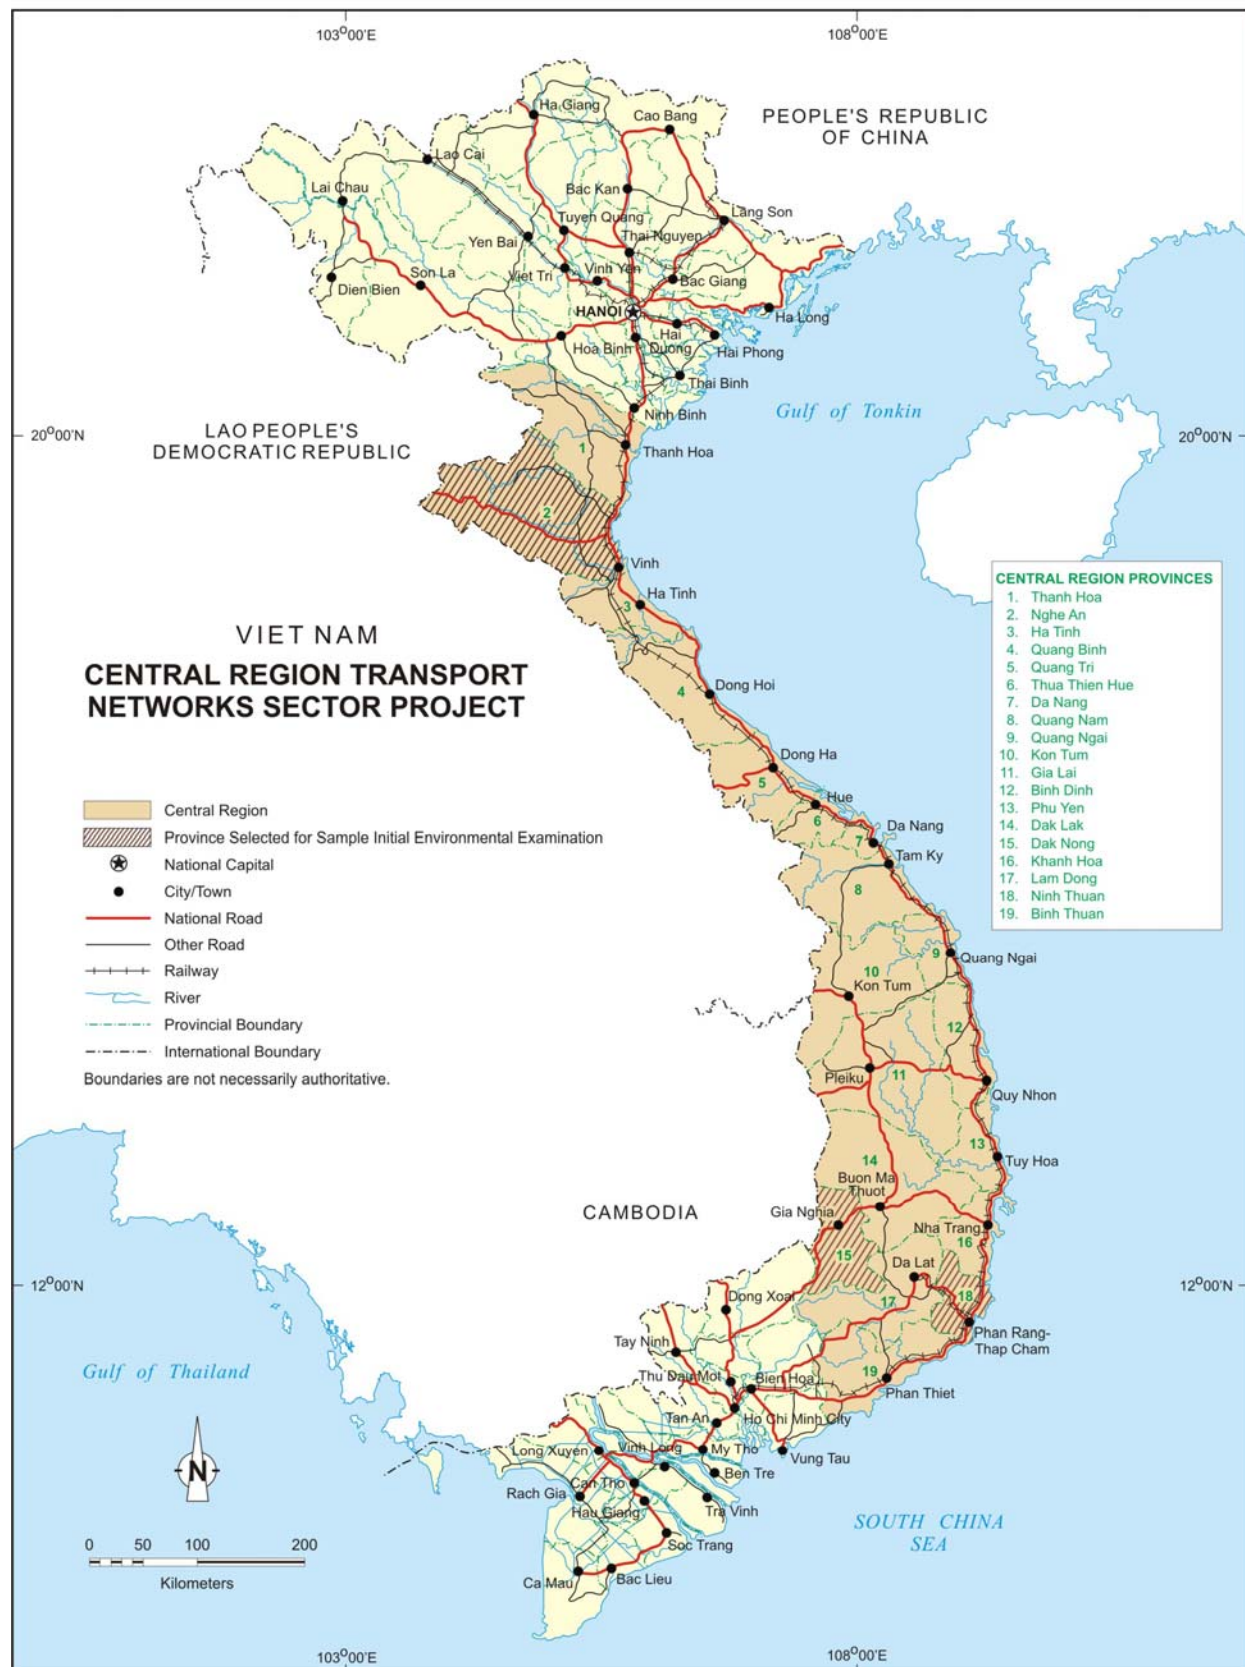 103°00'E
108°00'E
Ha Giang
Cao Bang
PEOPLE'S REPUBLIC
OF CHINA
Lao Cai
Lai Chau
Bac Kan
Tuyen Quang
Lang Son
Yen Bai
Thai Nguyen
Son La
Viet Tri
Vinh Yen
Bac Giang
Dien Bien
HANOI
Ha Long
Hoa Binh
Hai
Duong
Hai Phong
Thai Binh
Ninh Binh
Gulf of Tonkin
20°00'N
20°00'N
LAO PEOPLE'S
DEMOCRATIC REPUBLIC
1
Thanh Hoa
2
Vinh
3
Ha Tinh
CENTRAL REGION PROVINCES
1. Thanh Hoa
2. Nghe An
3. Ha Tinh
4. Quang Binh
5. Quang Tri
6. Thua Thien Hue
7. Da Nang
8. Quang Nam
9. Quang Ngai
10. Kon Tum
11. Gia Lai
12. Binh Dinh
13. Phu Yen
14. Dak Lak
15. Dak Nong
16. Khanh Hoa
17. Lam Dong
18. Ninh Thuan
19. Binh Thuan
VIET NAM
CENTRAL REGION TRANSPORT
NETWORKS SECTOR PROJECT
4
Dong Hoi
Dong Ha
5
Hue
6
Da Nang
7
Tam Ky
8
Central Region
Province Selected for Sample Initial Environmental Examination
National Capital
City/Town
National Road
Other Road
Railway
River
Provincial Boundary
International Boundary
Boundaries are not necessarily authoritative.
9
Quang Ngai
10
Kon Tum
12
Pleiku
11
Quy Nhon
13
Tuy Hoa
14
Buon Ma
Thuot
CAMBODIA
Gia Nghia
Nha Trang
16
15
Da Lat
12°00'N
17
18
Dong Xoai
Phan Rang-
Thap Cham
Tay Ninh
Gulf of Thailand
Thu Dau Mot
Bien Hoa
19
Phan Thiet
Tan An
Ho Chi Minh City
Long Xuyen
Vinh Long
My Tho
Vung Tau
Can Tho
Ben Tre
Rach Gia
Hau Giang
Tra Vinh
SOUTH CHINA
SEA
Soc Trang
N
0 50 100 200
Kilometers
Ca Mau
Bac Lieu
103°00'E
108°00'E